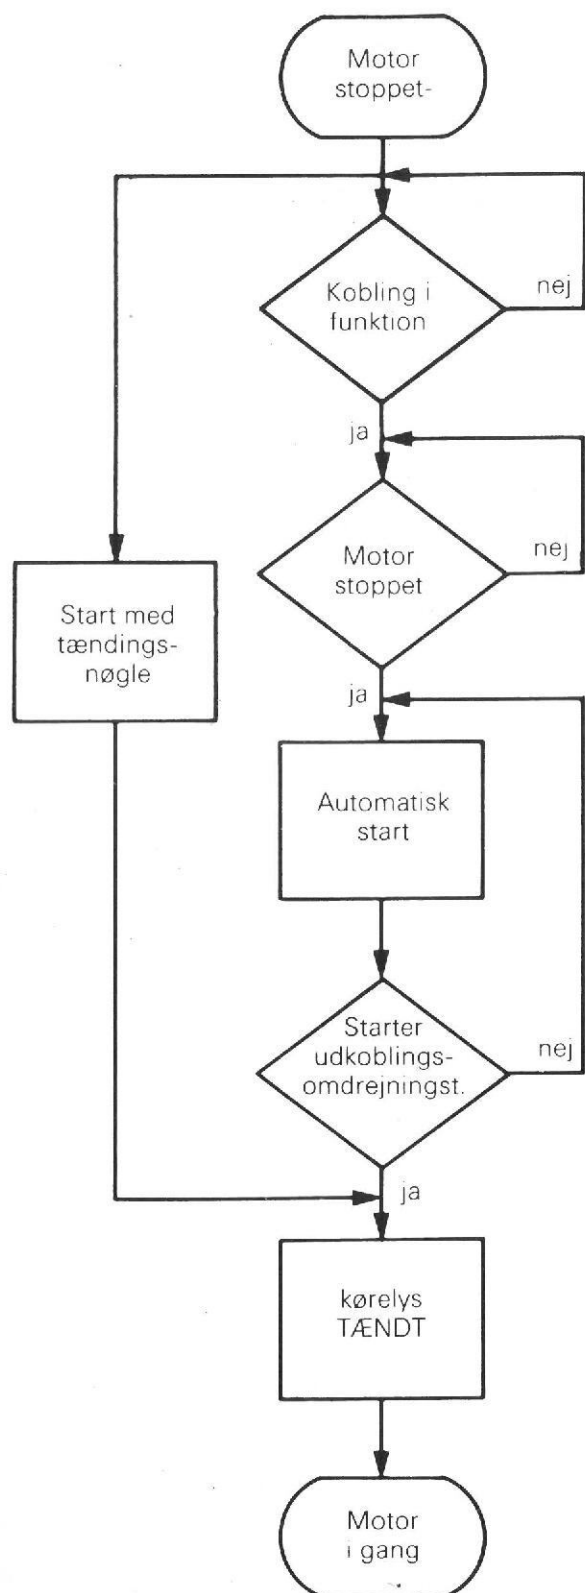 Motor
stoppet-
Kobling i
funktion
nej
ja
Motor
stoppet
nej
Start med
tændings-
nøgle
ja
Automatisk
start
Starter
udkoblings-
omdrejningst.
nej
ja
kørelys
TÆNDT
Motor
i gang